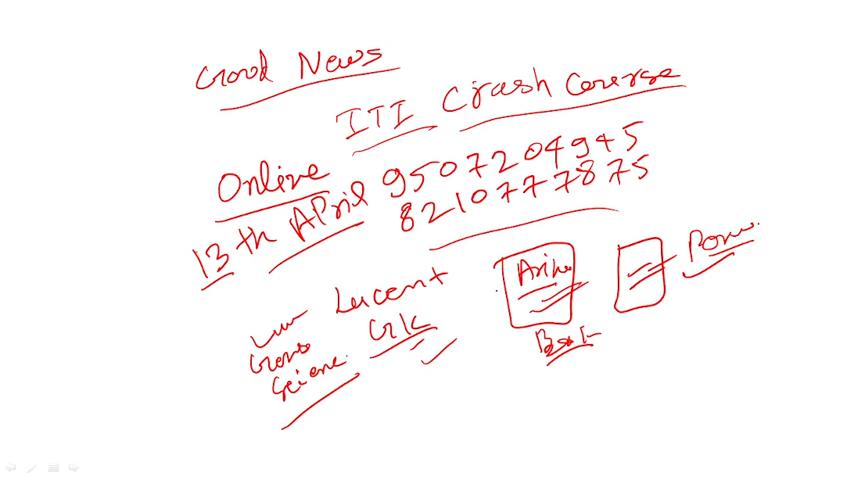 Good News
ITI Crash Course
Online 9507204945
13th April 8210777875
Lucent
GK
Science